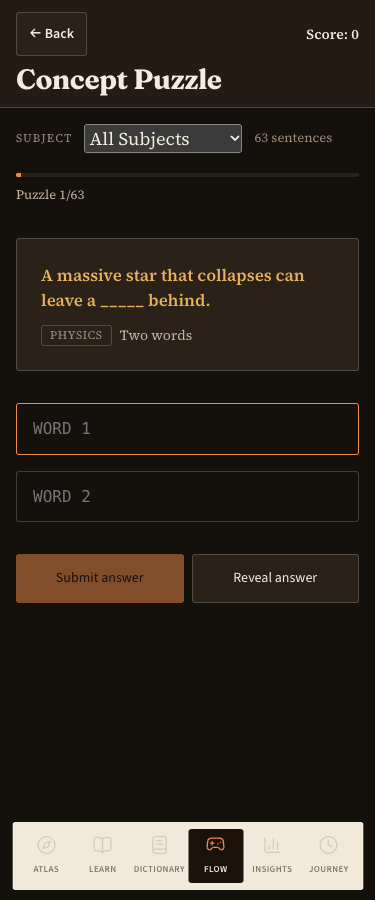 ← Back
Score: 0
Concept Puzzle
SUBJECT All Subjects 63 sentences
Puzzle 1/63
A massive star that collapses can
leave a _____ behind.
PHYSICS Two words
WORD 1
WORD 2
Submit answer Reveal answer
ATLAS LEARN DICTIONARY FLOW INSIGHTS JOURNEY